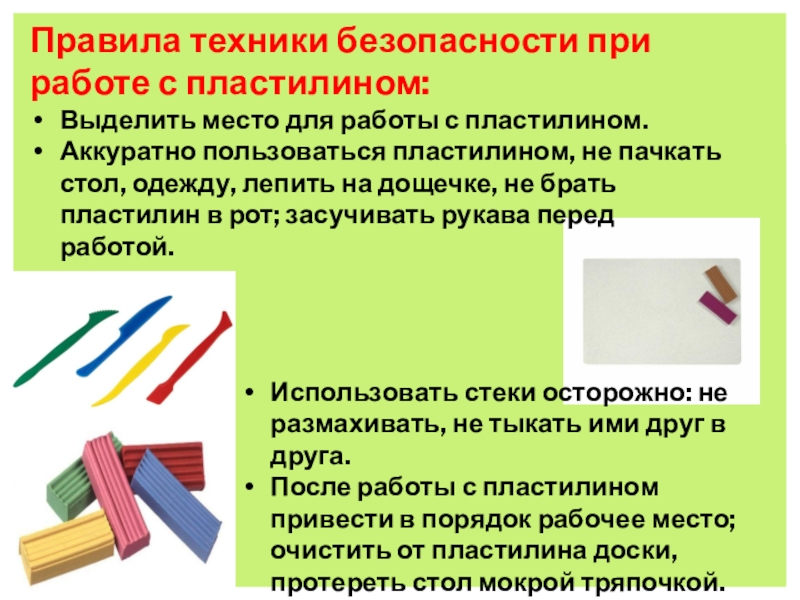 Правила техники безопасности при
работе с пластилином:
• Выделить место для работы с пластилином.
• Аккуратно пользоваться пластилином, не пачкать
стол, одежду, лепить на дощечке, не брать
пластилин в рот; засучивать рукава перед
работой.
• Использовать стеки осторожно: не
размахивать, не тыкать ими друг в
друга.
• После работы с пластилином
привести в порядок рабочее место;
очистить от пластилина доски,
протереть стол мокрой тряпочкой.